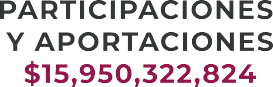 PARTICIPACIONES
Y APORTACIONES
$15,950,322,824